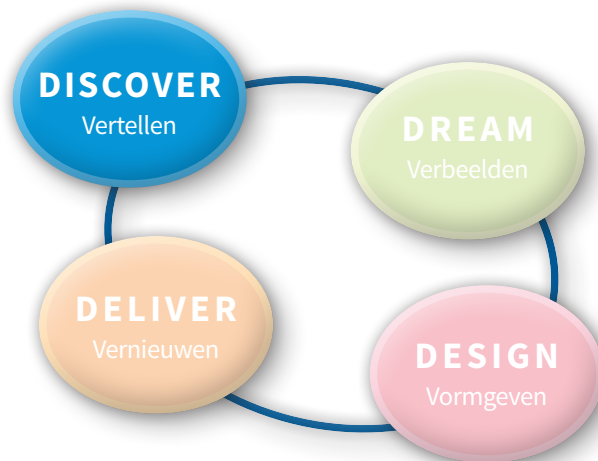 DISCOVER
Vertellen
DREAM
Verbeelden
DESIGN
Vormgeven
DELIVER
Vernieuwen